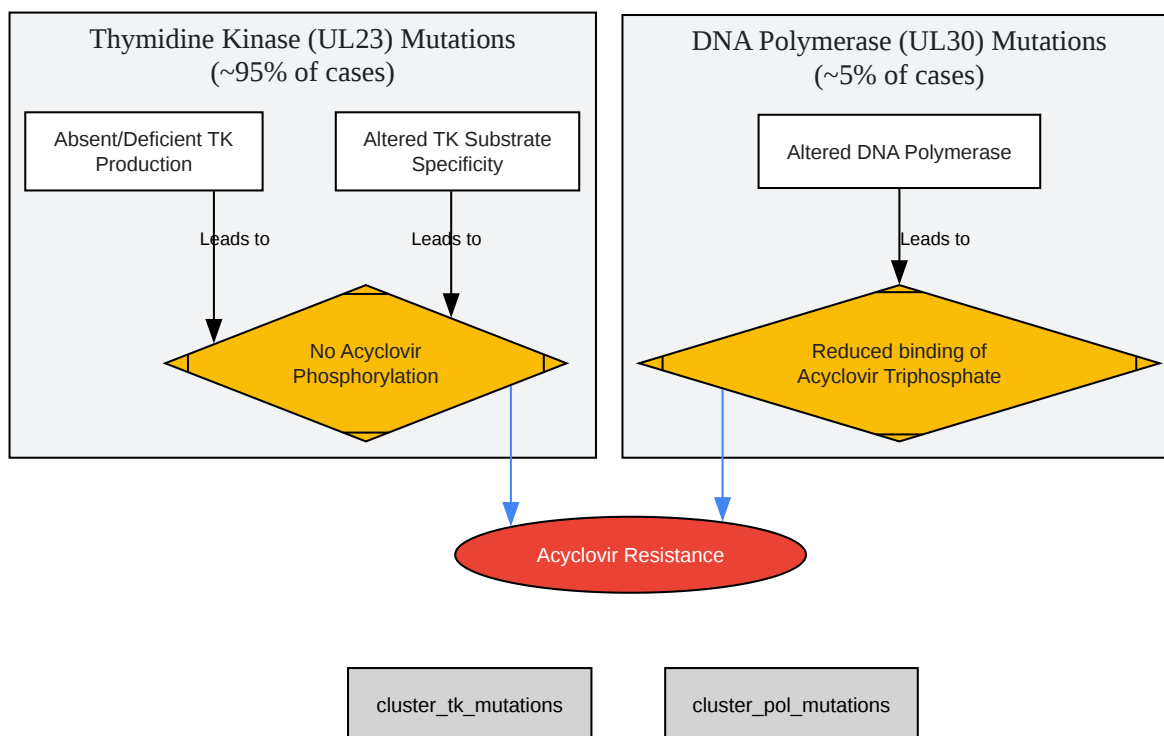 Thymidine Kinase (UL23) Mutations
(~95% of cases)
DNA Polymerase (UL30) Mutations
(~5% of cases)
Absent/Deficient TK
Production
Altered TK Substrate
Specificity
Altered DNA Polymerase
Leads to
Leads to
Leads to
No Acyclovir
Phosphorylation
Reduced binding of
Acyclovir Triphosphate
Acyclovir Resistance
cluster_tk_mutations
cluster_pol_mutations